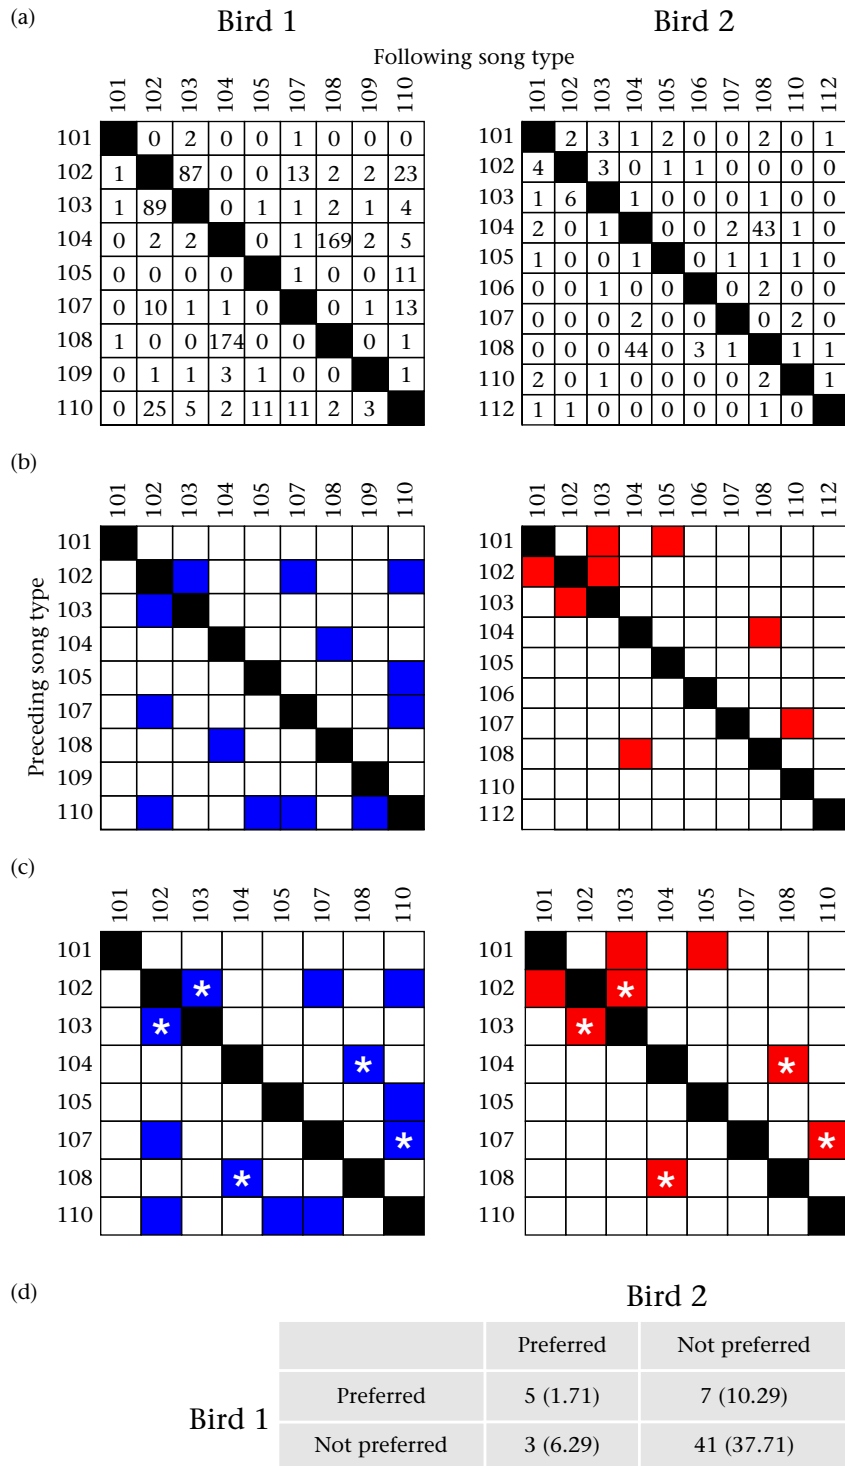 (a)
Bird 1 Bird 2
Following song type
101 102 103 104 105 107 108 109 110
101 0 2 0 0 1 0 0 0
102 1 87 0 0 13 2 2 23
103 1 89 0 1 1 2 1 4
104 0 2 2 0 1 169 2 5
105 0 0 0 0 1 0 0 11
107 0 10 1 1 0 0 1 13
108 1 0 0 174 0 0 0 1
109 0 1 1 3 1 0 0 1
110 0 25 5 2 11 11 2 3
101 102 103 104 105 106 107 108 110 112
101 2 3 1 2 0 0 2 0 1
102 4 3 0 1 1 0 0 0 0
103 1 6 1 0 0 0 1 0 0
104 2 0 1 0 0 2 43 1 0
105 1 0 0 1 0 1 1 1 0
106 0 0 1 0 0 0 2 0 0
107 0 0 0 2 0 0 0 2 0
108 0 0 0 44 0 3 1 1 1
110 2 0 1 0 0 0 0 2 1
112 1 1 0 0 0 0 0 1 0
(b)
Preceding song type
101 102 103 104 105 107 108 109 110
101
102
103
104
105
107
108
109
110
101 102 103 104 105 106 107 108 110 112
101
102
103
104
105
106
107
108
110
112
(c)
101 102 103 104 105 107 108 110
101
102 *
103 *
104 *
105
107 *
108 *
110
101 102 103 104 105 107 108 110
101
102 *
103 *
104 *
105
107 *
108 *
110
(d)
Bird 2
Preferred Not preferred
Bird 1
Preferred 5 (1.71) 7 (10.29)
Not preferred 3 (6.29) 41 (37.71)